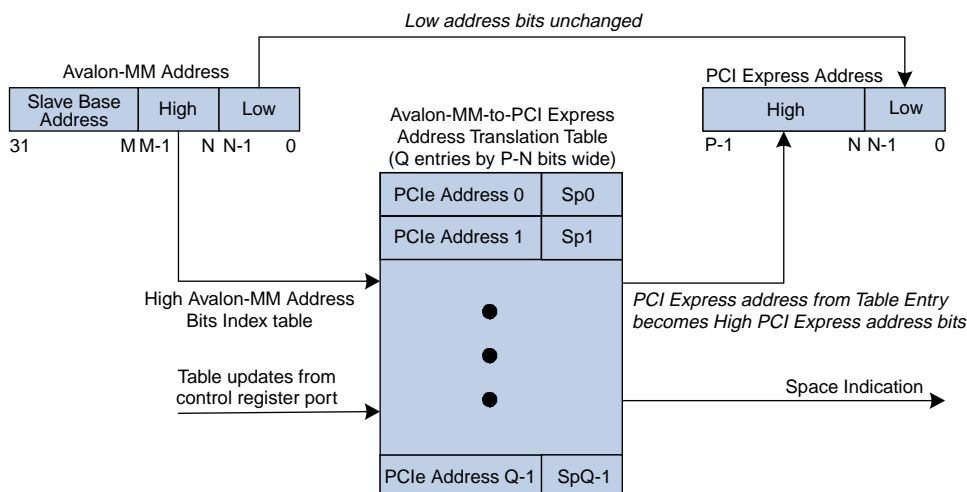 Low address bits unchanged
Avalon-MM Address
Slave Base
Address
High
Low
31
M
M-1
N
N-1
0
Avalon-MM-to-PCI Express
Address Translation Table
(Q entries by P-N bits wide)
PCI Express Address
High
Low
P-1
N
N-1
0
PCIe Address 0
Sp0
PCIe Address 1
Sp1
High Avalon-MM Address
Bits Index table
PCI Express address from Table Entry
becomes High PCI Express address bits
Table updates from
control register port
Space Indication
PCIe Address Q-1
SpQ-1